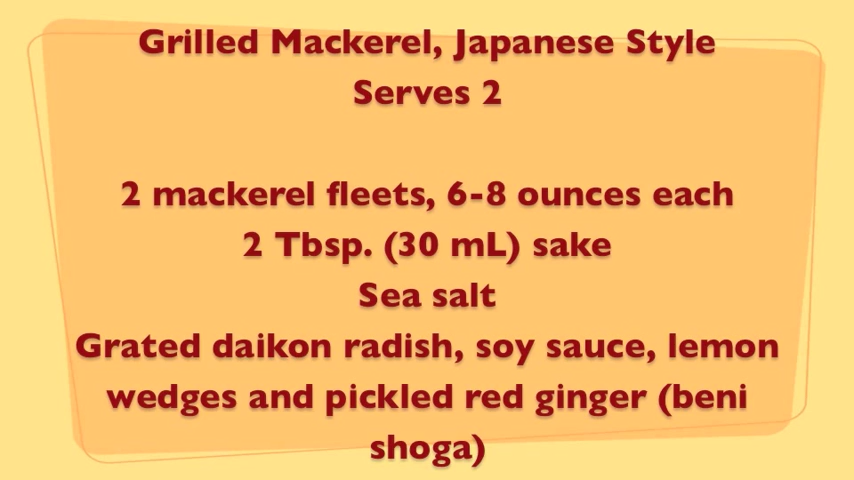 Grilled Mackerel, Japanese Style
Serves 2
2 mackerel fleets, 6-8 ounces each
2 Tbsp. (30 mL) sake
Sea salt
Grated daikon radish, soy sauce, lemon
wedges and pickled red ginger (beni
shoga)